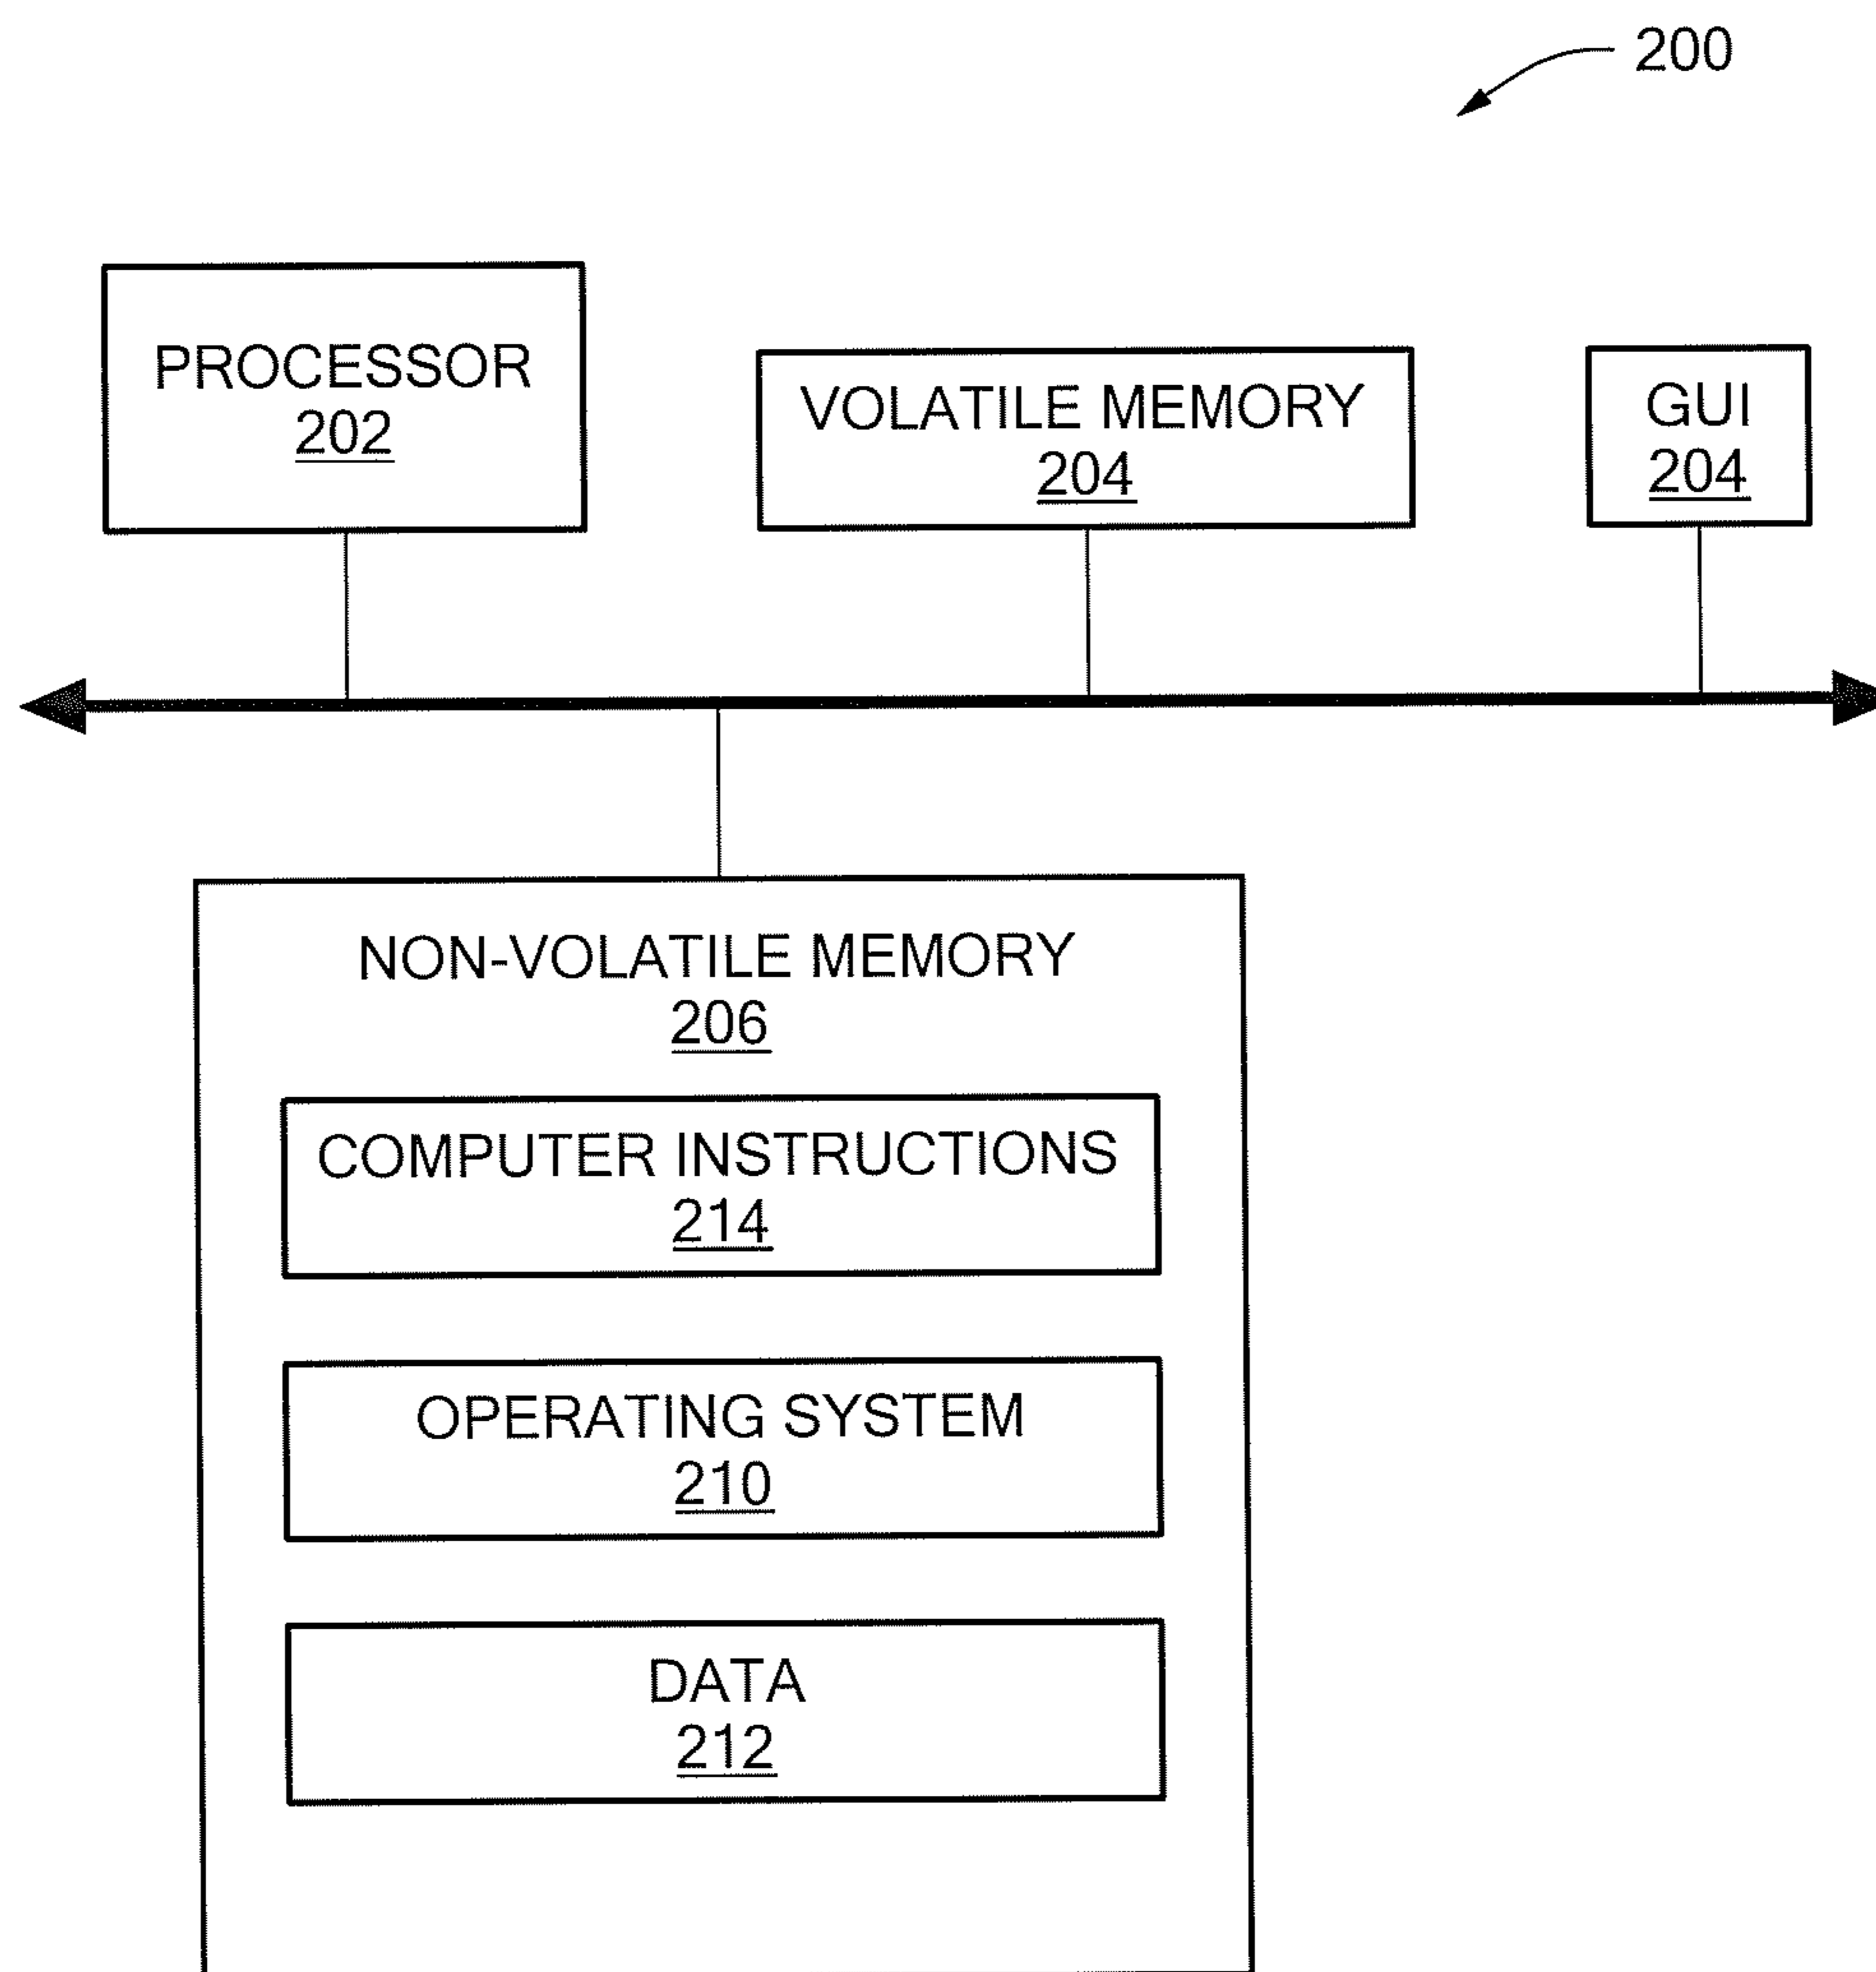 200
PROCESSOR
202
VOLATILE MEMORY
204
GUI
204
NON-VOLATILE MEMORY
206
COMPUTER INSTRUCTIONS
214
OPERATING SYSTEM
210
DATA
212